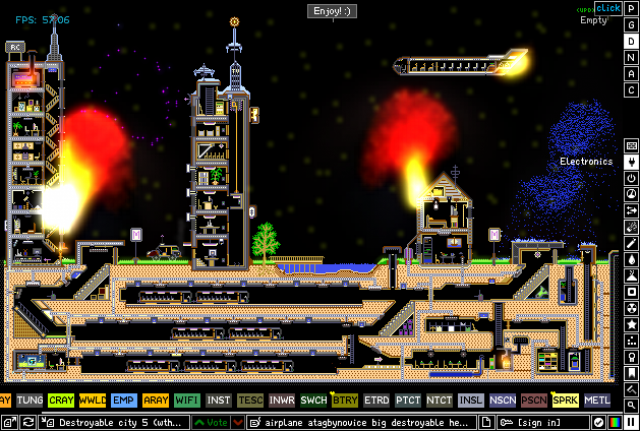 Enjoy! :)
click
FPS: 57.06
Empty
P
G
D
N
A
C
RC
Electronics
M
M
AY TUNG CRAY WWLD EMP ARAY WIFI INST TESC INWR SWCH BTRY ETRD PTCT NTCT INSL NSCN PSCN SPRK METL
Destroyable city 5 (wth... Vote airplane atagbynovice big destroyable he... [sign in]